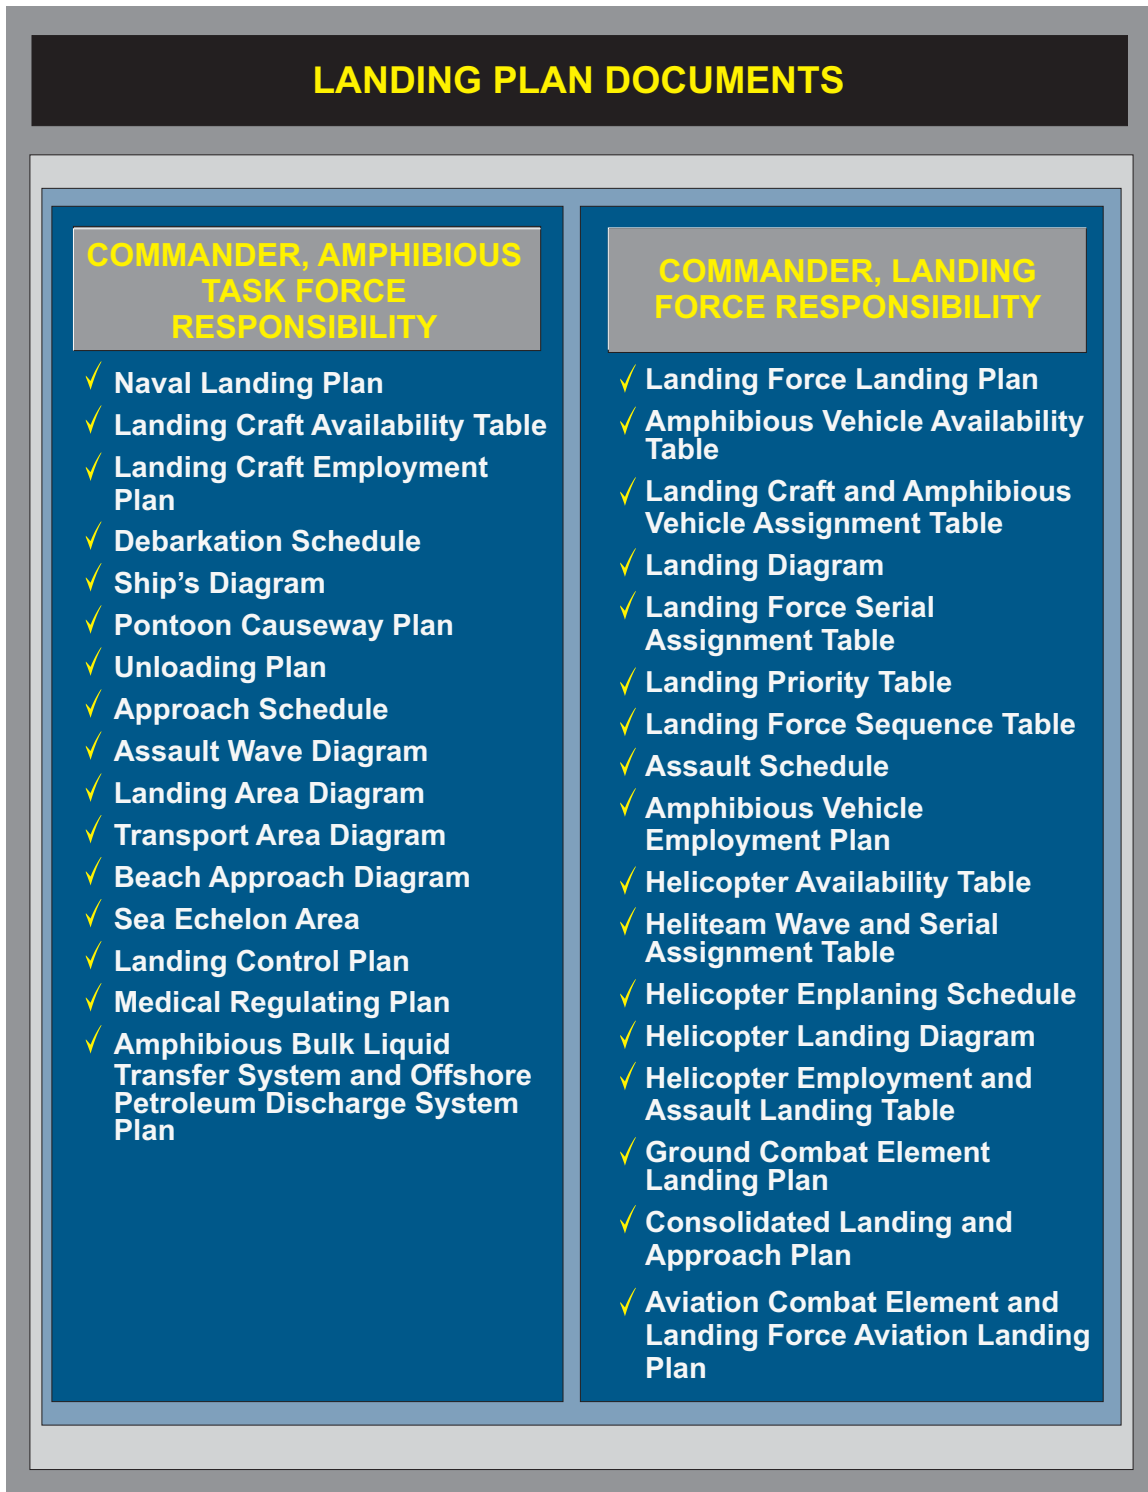 LANDING PLAN DOCUMENTS
COMMANDER, AMPHIBIOUS
TASK FORCE
RESPONSIBILITY
Naval Landing Plan
Landing Craft Availability Table
Landing Craft Employment
Plan
Debarkation Schedule
Ship’s Diagram
Pontoon Causeway Plan
Unloading Plan
Approach Schedule
Assault Wave Diagram
Landing Area Diagram
Transport Area Diagram
Beach Approach Diagram
Sea Echelon Area
Landing Control Plan
Medical Regulating Plan
Amphibious Bulk Liquid
Transfer System and Offshore
Petroleum Discharge System
Plan
COMMANDER, LANDING
FORCE RESPONSIBILITY
Landing Force Landing Plan
Amphibious Vehicle Availability
Table
Landing Craft and Amphibious
Vehicle Assignment Table
Landing Diagram
Landing Force Serial
Assignment Table
Landing Priority Table
Landing Force Sequence Table
Assault Schedule
Amphibious Vehicle
Employment Plan
Helicopter Availability Table
Heliteam Wave and Serial
Assignment Table
Helicopter Enplaning Schedule
Helicopter Landing Diagram
Helicopter Employment and
Assault Landing Table
Ground Combat Element
Landing Plan
Consolidated Landing and
Approach Plan
Aviation Combat Element and
Landing Force Aviation Landing
Plan